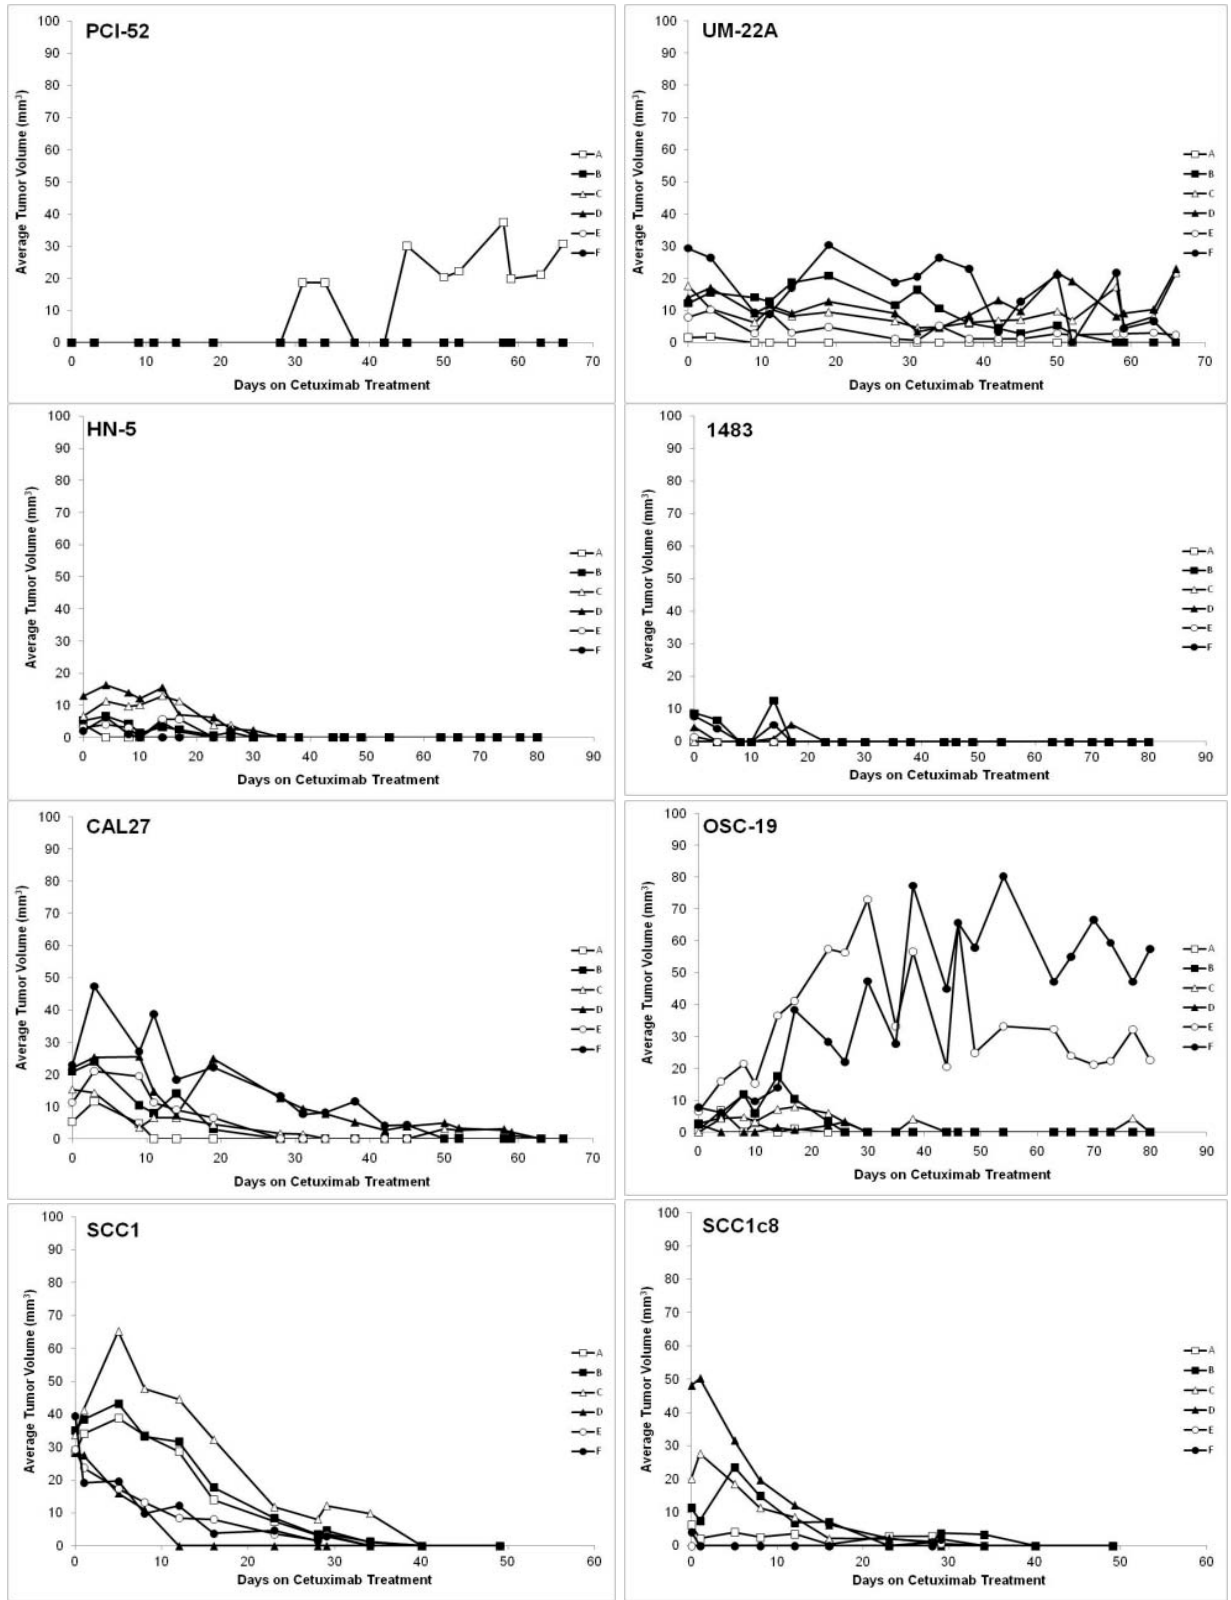 PCI-52
100
90
80
70
60
50
40
30
20
10
0
Average Tumor Volume (mm³)
0 10 20 30 40 50 60 70
Days on Cetuximab Treatment
A
B
C
D
E
F
UM-22A
100
90
80
70
60
50
40
30
20
10
0
Average Tumor Volume (mm³)
0 10 20 30 40 50 60 70
Days on Cetuximab Treatment
A
B
C
D
E
F
HN-5
100
90
80
70
60
50
40
30
20
10
0
Average Tumor Volume (mm³)
0 10 20 30 40 50 60 70 80 90
Days on Cetuximab Treatment
A
B
C
D
E
F
1483
100
90
80
70
60
50
40
30
20
10
0
Average Tumor Volume (mm³)
0 10 20 30 40 50 60 70 80 90
Days on Cetuximab Treatment
A
B
C
D
E
F
CAL27
100
90
80
70
60
50
40
30
20
10
0
Average Tumor Volume (mm³)
0 10 20 30 40 50 60 70
Days on Cetuximab Treatment
A
B
C
D
E
F
OSC-19
100
90
80
70
60
50
40
30
20
10
0
Average Tumor Volume (mm³)
0 10 20 30 40 50 60 70 80 90
Days on Cetuximab Treatment
A
B
C
D
E
F
SCC1
100
90
80
70
60
50
40
30
20
10
0
Average Tumor Volume (mm³)
0 10 20 30 40 50 60
Days on Cetuximab Treatment
A
B
C
D
E
F
SCC1c8
100
90
80
70
60
50
40
30
20
10
0
Average Tumor Volume (mm³)
0 10 20 30 40 50 60
Days on Cetuximab Treatment
A
B
C
D
E
F